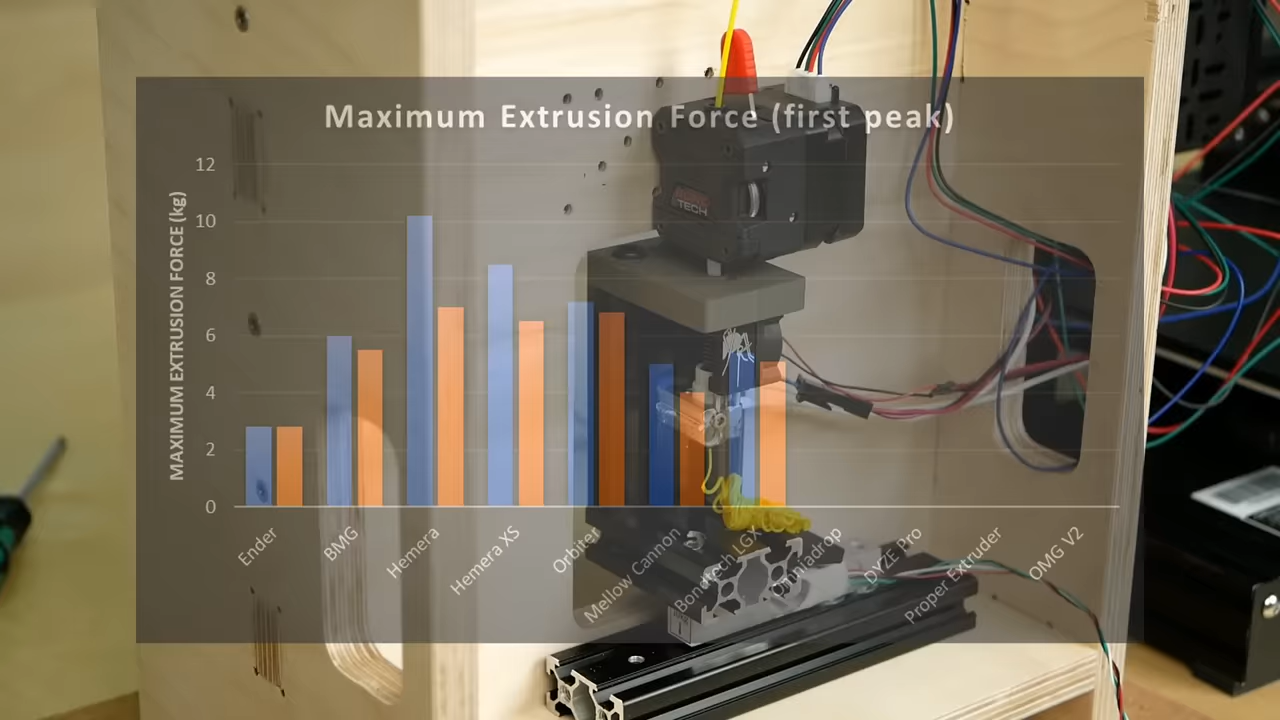 Maximum Extrusion Force (first peak)
MAXIMUM EXTRUSION FORCE (kg)
12
10
8
6
4
2
0
Ender
BMG
Hemera
Hemera XS
Orbiter
Mellow Cannon
Bondtech LGX
Omniadrop
DYZE Pro
Proper Extruder
OMG V2
TECH